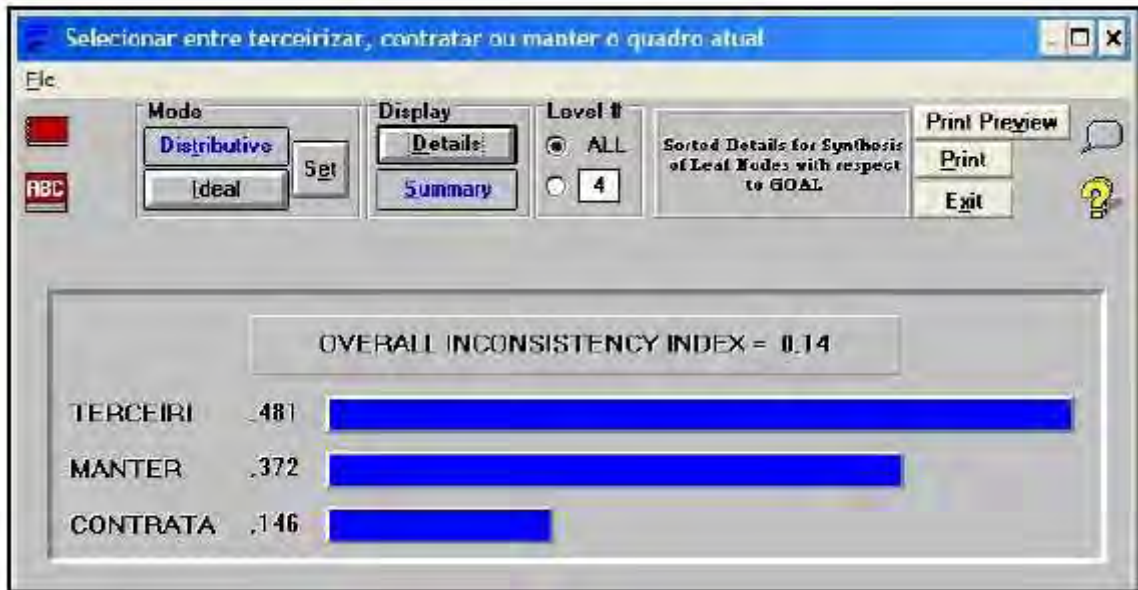 Selecionar entre terceirizar, contratar ou manter o quadro atual
File
Mode
Distributive
Ideal
Set
Display
Details
Summary
Level #
ALL
4
Sorted Details for Synthesis
of Leaf Nodes with respect
to GOAL
Print Preview
Print
Exit
ABC
?
OVERALL INCONSISTENCY INDEX = 0.14
TERCEIRI .481
MANTER .372
CONTRATA .146